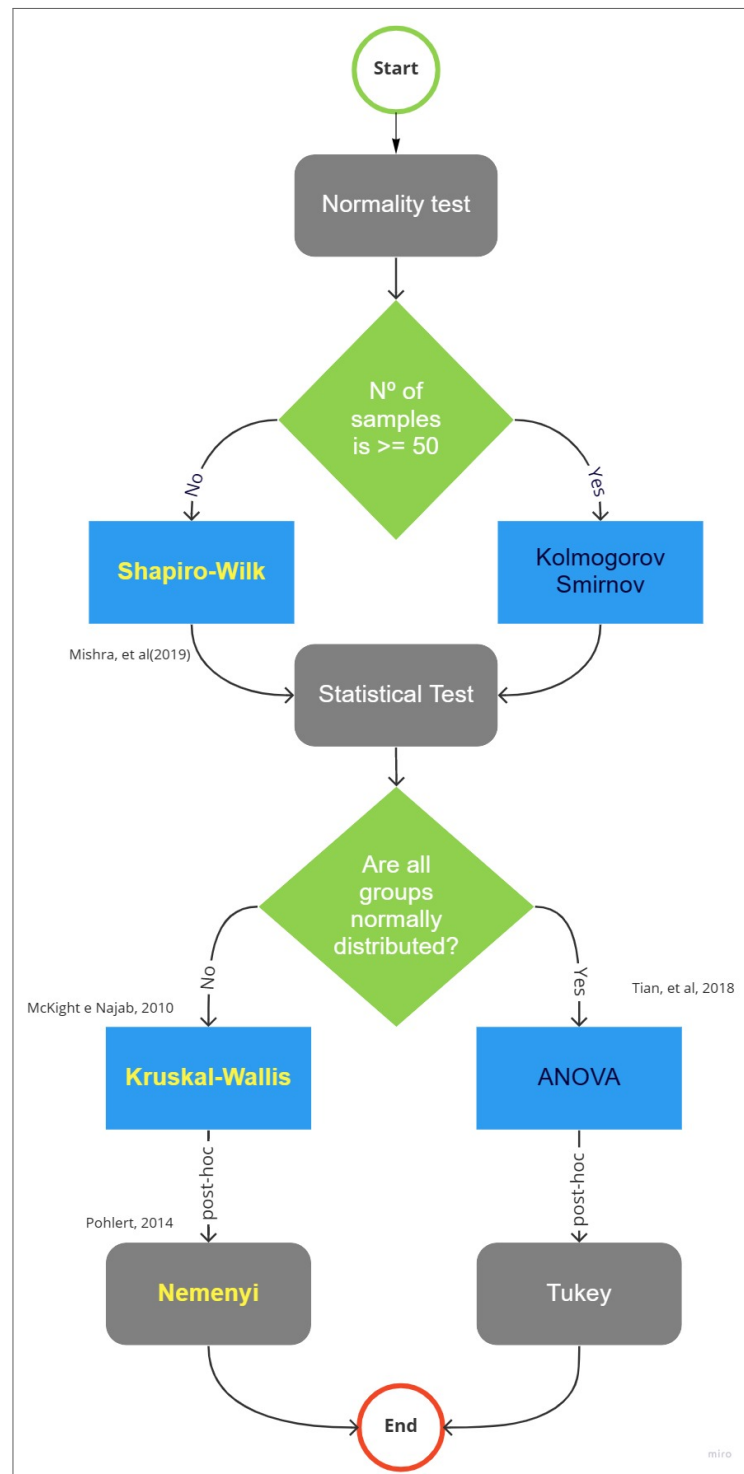 Start
Normality test
Nº of
samples
is >= 50
No
Yes
Shapiro-Wilk
Kolmogorov
Smirnov
Mishra, et al(2019)
Statistical Test
Are all
groups
normally
distributed?
No
Yes
Tian, et al, 2018
McKight e Najab, 2010
Kruskal-Wallis
ANOVA
post-hoc
post-hoc
Pohlert, 2014
Nemenyi
Tukey
End
miro